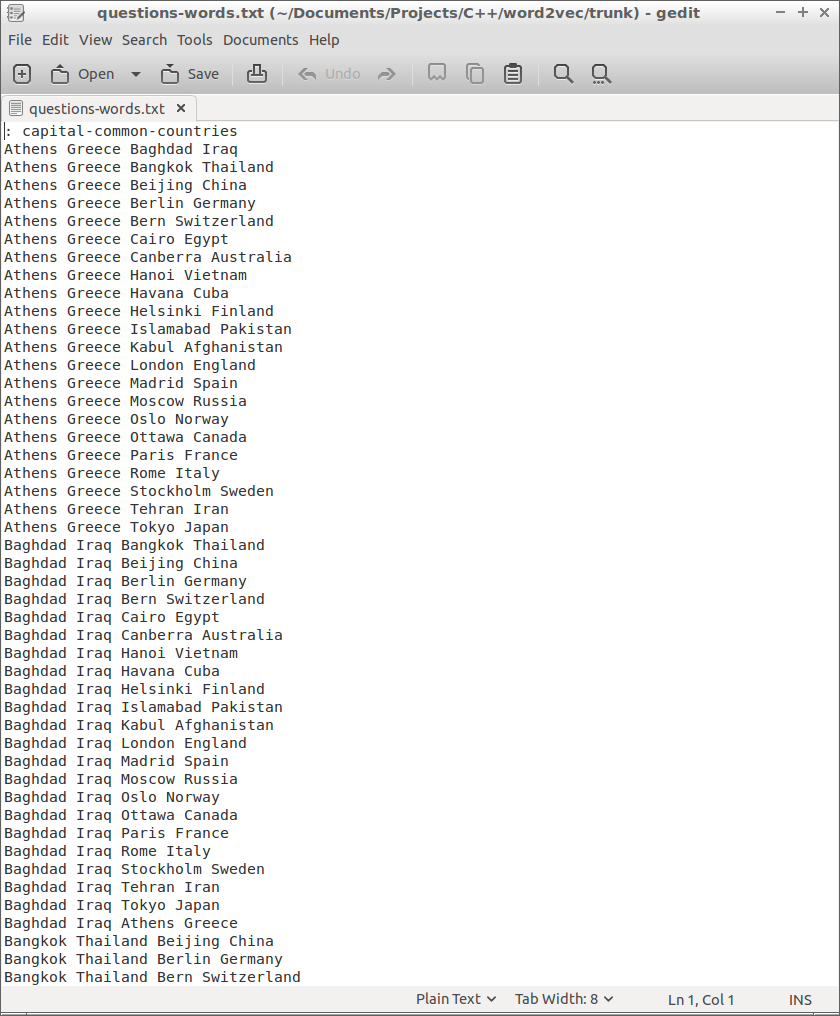 questions-words.txt (~/Documents/Projects/C++/word2vec/trunk) - gedit
File Edit View Search Tools Documents Help
Open Save Undo
questions-words.txt
: capital-common-countries
Athens Greece Baghdad Iraq
Athens Greece Bangkok Thailand
Athens Greece Beijing China
Athens Greece Berlin Germany
Athens Greece Bern Switzerland
Athens Greece Cairo Egypt
Athens Greece Canberra Australia
Athens Greece Hanoi Vietnam
Athens Greece Havana Cuba
Athens Greece Helsinki Finland
Athens Greece Islamabad Pakistan
Athens Greece Kabul Afghanistan
Athens Greece London England
Athens Greece Madrid Spain
Athens Greece Moscow Russia
Athens Greece Oslo Norway
Athens Greece Ottawa Canada
Athens Greece Paris France
Athens Greece Rome Italy
Athens Greece Stockholm Sweden
Athens Greece Tehran Iran
Athens Greece Tokyo Japan
Baghdad Iraq Bangkok Thailand
Baghdad Iraq Beijing China
Baghdad Iraq Berlin Germany
Baghdad Iraq Bern Switzerland
Baghdad Iraq Cairo Egypt
Baghdad Iraq Canberra Australia
Baghdad Iraq Hanoi Vietnam
Baghdad Iraq Havana Cuba
Baghdad Iraq Helsinki Finland
Baghdad Iraq Islamabad Pakistan
Baghdad Iraq Kabul Afghanistan
Baghdad Iraq London England
Baghdad Iraq Madrid Spain
Baghdad Iraq Moscow Russia
Baghdad Iraq Oslo Norway
Baghdad Iraq Ottawa Canada
Baghdad Iraq Paris France
Baghdad Iraq Rome Italy
Baghdad Iraq Stockholm Sweden
Baghdad Iraq Tehran Iran
Baghdad Iraq Tokyo Japan
Baghdad Iraq Athens Greece
Bangkok Thailand Beijing China
Bangkok Thailand Berlin Germany
Bangkok Thailand Bern Switzerland
Plain Text Tab Width: 8 Ln 1, Col 1 INS